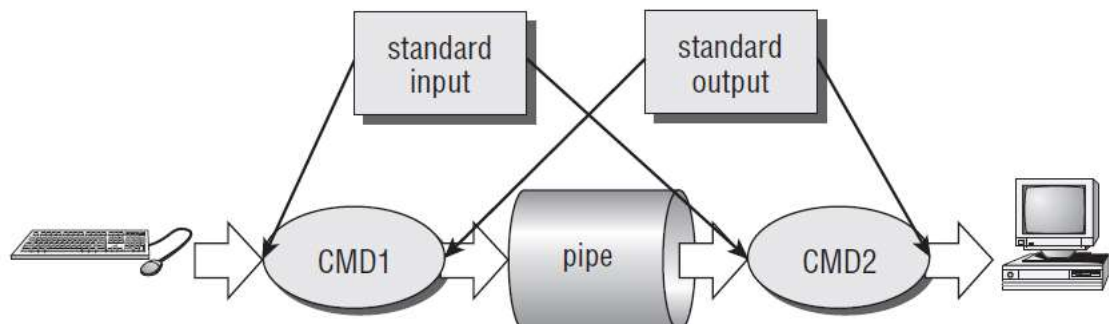 standard
input
standard
output
CMD1
pipe
CMD2